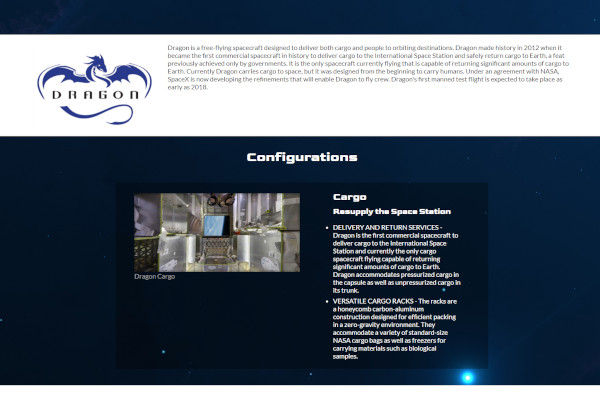 DRAGON
Dragon is a free-flying spacecraft designed to deliver both cargo and people to orbiting destinations. Dragon made history in 2012 when it
became the first commercial spacecraft in history to deliver cargo to the International Space Station and safely return cargo to Earth, a feat
previously achieved only by governments. It is the only spacecraft currently flying that is capable of returning significant amounts of cargo to
Earth. Currently Dragon carries cargo to space, but it was designed from the beginning to carry humans. Under an agreement with NASA,
SpaceX is now developing the refinements that will enable Dragon to fly crew. Dragon's first manned test flight is expected to take place as
early as 2018.
Configurations
Dragon Cargo
Cargo
Resupply the Space Station
• DELIVERY AND RETURN SERVICES -
Dragon is the first commercial spacecraft to
deliver cargo to the International Space
Station and currently the only cargo
spacecraft flying capable of returning
significant amounts of cargo to Earth.
Dragon accommodates pressurized cargo in
the capsule as well as unpressurized cargo in
its trunk.
• VERSATILE CARGO RACKS - The racks are
a honeycomb carbon-aluminum
construction designed for efficient packing
in a zero-gravity environment. They
accommodate a variety of standard-size
NASA cargo bags as well as freezers for
carrying materials such as biological
samples.